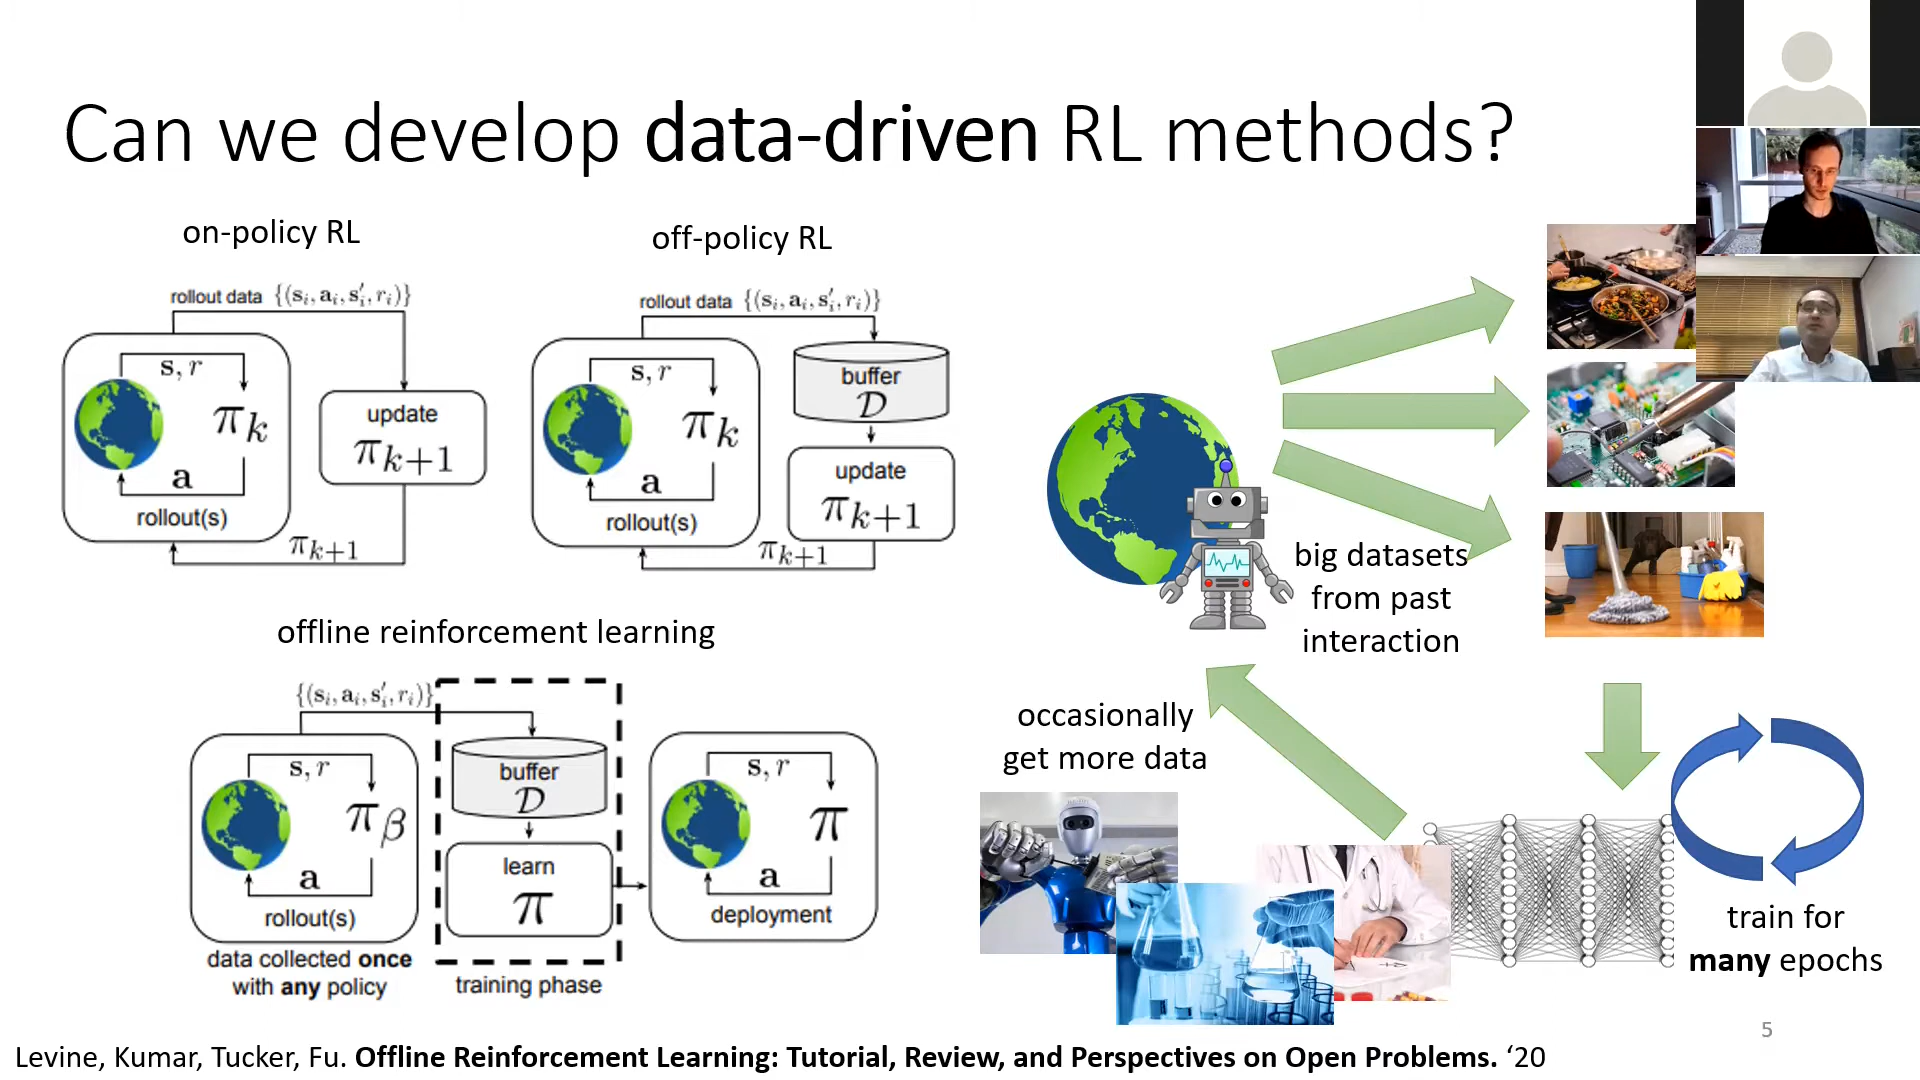 Can we develop data-driven RL methods?
on-policy RL
rollout data {(s_i, a_i, s'_i, r_i)}
s, r
π_k
a
rollout(s)
update
π_{k+1}
π_{k+1}
off-policy RL
rollout data {(s_i, a_i, s'_i, r_i)}
s, r
π_k
a
rollout(s)
buffer
D
update
π_{k+1}
π_{k+1}
offline reinforcement learning
{(s_i, a_i, s'_i, r_i)}
s, r
π_β
a
rollout(s)
data collected once
with any policy
buffer
D
learn
π
training phase
s, r
π
a
deployment
big datasets
from past
interaction
occasionally
get more data
train for
many epochs
5
Levine, Kumar, Tucker, Fu. Offline Reinforcement Learning: Tutorial, Review, and Perspectives on Open Problems. ‘20